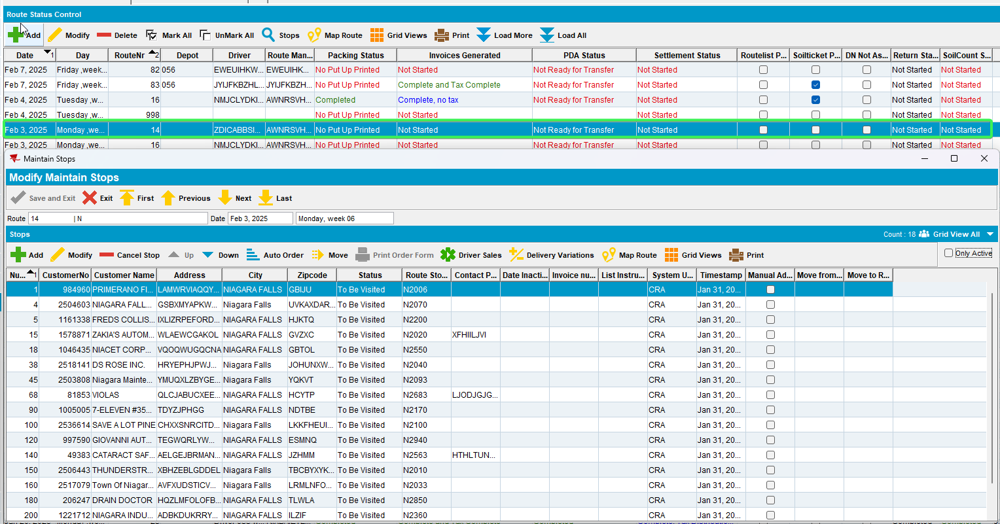 Route Status Control
Add Modify Delete Mark All UnMark All Stops Map Route Grid Views Print Load More Load All
Date 1 Day RouteNr 2 Depot Driver Route Man... Packing Status Invoices Generated PDA Status Settlement Status Routelist P... Soilticket P... DN Not As... Return Sta... SoilCount S...
Feb 7, 2025 Friday ,week... 82 056 EWEUIHKW... EWEUIHK... No Put Up Printed Not Started Not Ready for Transfer Not Started Not Started Not Started
Feb 7, 2025 Friday ,week... 83 056 JYIJFKBZHL... JYIJFKBZH... No Put Up Printed Complete and Tax Complete Not Ready for Transfer Not Started Not Started Not Started
Feb 4, 2025 Tuesday ,w... 16 NMJCLYDKI... AWNRSVH... Completed Complete, no tax Not Ready for Transfer Not Started Not Started Not Started
Feb 4, 2025 Tuesday ,w... 998 No Put Up Printed Not Started Not Started Not Started Not Started
Feb 3, 2025 Monday ,we... 14 ZDICABBSI... AWNRSVH... No Put Up Printed Not Started Not Ready for Transfer Not Started Not Started Not Started
Feb 3, 2025 Monday ,we... 16 NMJCLYDKI... AWNRSVH... No Put Up Printed Not Started Not Ready for Transfer Not Started Not Started Not Started
Maintain Stops
Modify Maintain Stops
Save and Exit Exit First Previous Next Last
Route 14 | N Date Feb 3, 2025 Monday, week 06
Stops Count : 18 Grid View All
Add Modify Cancel Stop Up Down Auto Order Move Print Order Form Driver Sales Delivery Variations Map Route Grid Views Print Only Active
Nu... 1 CustomerNo Customer Name Address City Zipcode Status Route Sto... Contact P... Date Inacti... Invoice nu... List Instru... System U... Timestamp Manual Ad... Move from... Move to R...
1 984960 PRIMERANO FI... LAMWRVIAQQY... NIAGARA FALLS GBIJU To Be Visited N2006 CRA Jan 31, 20...
4 2504603 NIAGARA FALL... GSBXMYAPKW... Niagara Falls UVKAXDAR... To Be Visited N2070 CRA Jan 31, 20...
5 1161338 FREDS COLLIS... IXLIZRPEFORD... NIAGARA FALLS HJKTQ To Be Visited N2200 CRA Jan 31, 20...
15 1578871 ZAKIA'S AUTOM... WLAEWCGAKOL NIAGARA FALLS GVZXC To Be Visited N2020 XFHIILJVI CRA Jan 31, 20...
18 1046435 NIACET CORP... VQOQWUGQCNA NIAGARA FALLS GBTOL To Be Visited N2550 CRA Jan 31, 20...
38 2518141 DS ROSE INC. HRYEPHJPWJ... Niagara Falls JOHUNXW... To Be Visited N2040 CRA Jan 31, 20...
45 2503808 Niagara Mainte... YMUQXLZBYGE... Niagara Falls YQKVT To Be Visited N2093 CRA Jan 31, 20...
68 81853 VIOLAS QLCJABUCXEE... NIAGARA FALLS HCYTP To Be Visited N2683 LJODJGJG... CRA Jan 31, 20...
90 1005005 7-ELEVEN #35... TDYZJPHGG NIAGARA FALLS NDTBE To Be Visited N2170 CRA Jan 31, 20...
100 2536614 SAVE A LOT PINE CHXXSNRCITD... NIAGARA FALLS LKKFHEUI... To Be Visited N2100 CRA Jan 31, 20...
120 997590 GIOVANNI AUT... TEGWQRLYW... NIAGARA FALLS ESMNQ To Be Visited N2940 CRA Jan 31, 20...
140 49383 CATARACT SAF... AELGEJBRMAN... NIAGARA FALLS JZHMM To Be Visited N2563 HTHLTUN... CRA Jan 31, 20...
150 2506443 THUNDERSTR... XBHZEBLGDDEL Niagara Falls TBCBYXYK... To Be Visited N2010 CRA Jan 31, 20...
160 2517079 Town Of Niagar... AVFXUDSTICV... Niagara Falls LRMLNFO... To Be Visited N2033 CRA Jan 31, 20...
180 206247 DRAIN DOCTOR HQZLMFOLOFB... NIAGARA FALLS TLWLA To Be Visited N2850 CRA Jan 31, 20...
200 1221712 NIAGARA INDU... ADBKDUKRRY... NIAGARA FALLS ILZIF To Be Visited N2360 CRA Jan 31, 20...